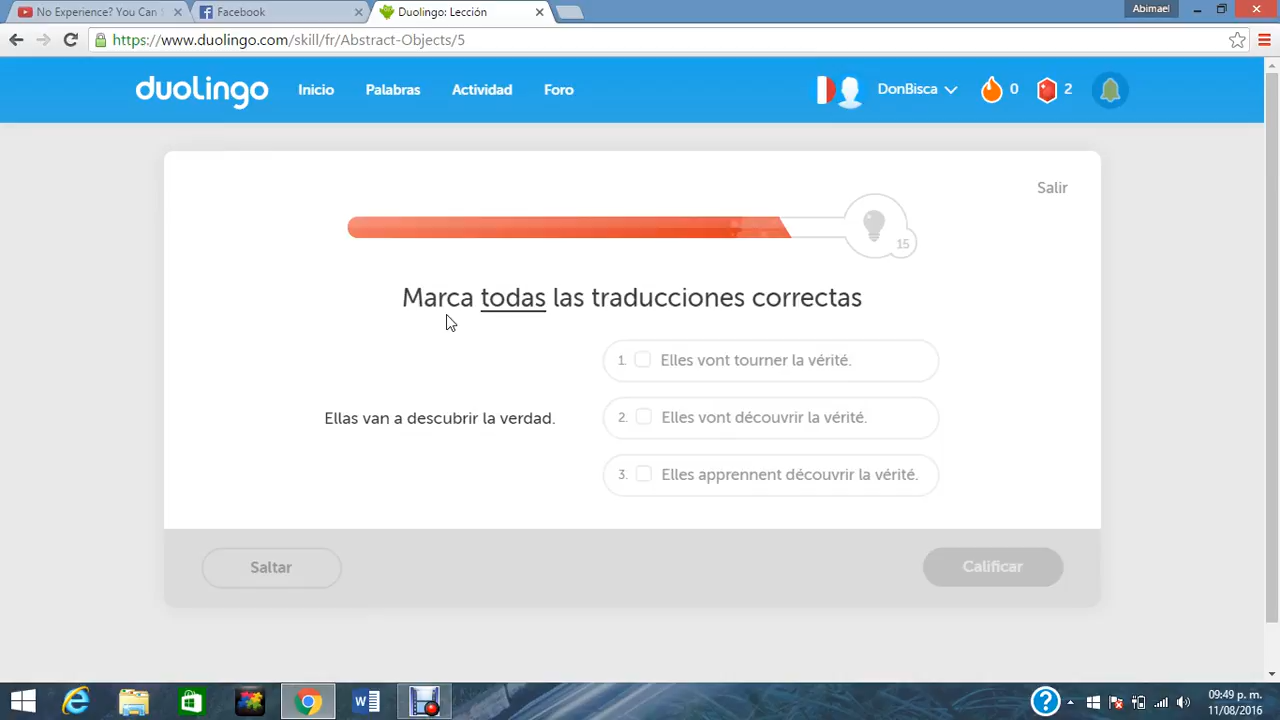 No Experience? You Can S
Facebook
Duolingo: Lección
Abimael
https://www.duolingo.com/skill/fr/Abstract-Objects/5
duolingo
Inicio
Palabras
Actividad
Foro
DonBisca
0
2
Salir
15
Marca todas las traducciones correctas
1. Elles vont tourner la vérité.
Ellas van a descubrir la verdad.
2. Elles vont découvrir la vérité.
3. Elles apprennent découvrir la vérité.
Saltar
Calificar
09:49 p. m.
11/08/2016